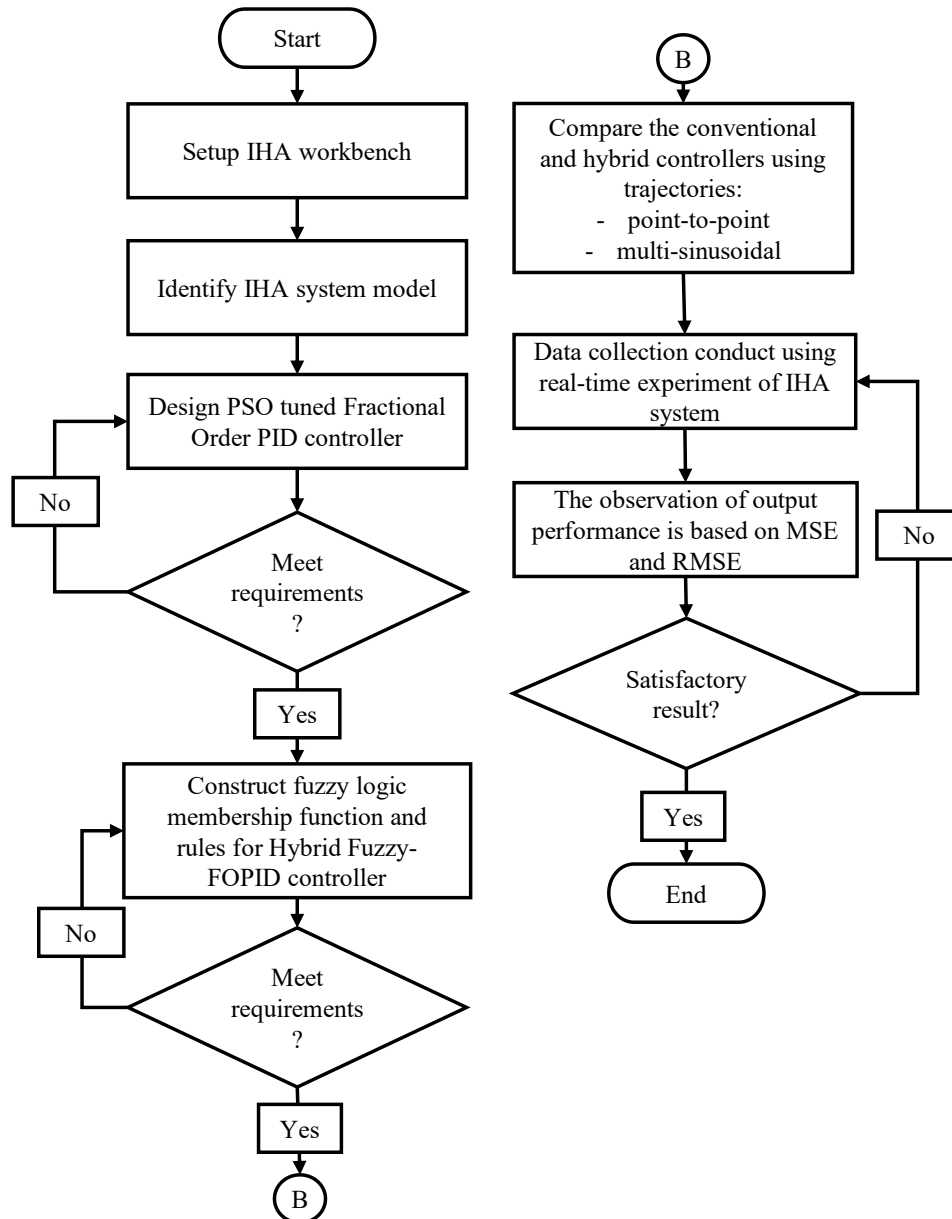 Start
Setup IHA workbench
Identify IHA system model
Design PSO tuned Fractional
Order PID controller
No
Meet
requirements
?
Yes
Construct fuzzy logic
membership function and
rules for Hybrid Fuzzy-
FOPID controller
No
Meet
requirements
?
Yes
B
B
Compare the conventional
and hybrid controllers using
trajectories:
- point-to-point
- multi-sinusoidal
Data collection conduct using
real-time experiment of IHA
system
The observation of output
performance is based on MSE
and RMSE
No
Satisfactory
result?
Yes
End